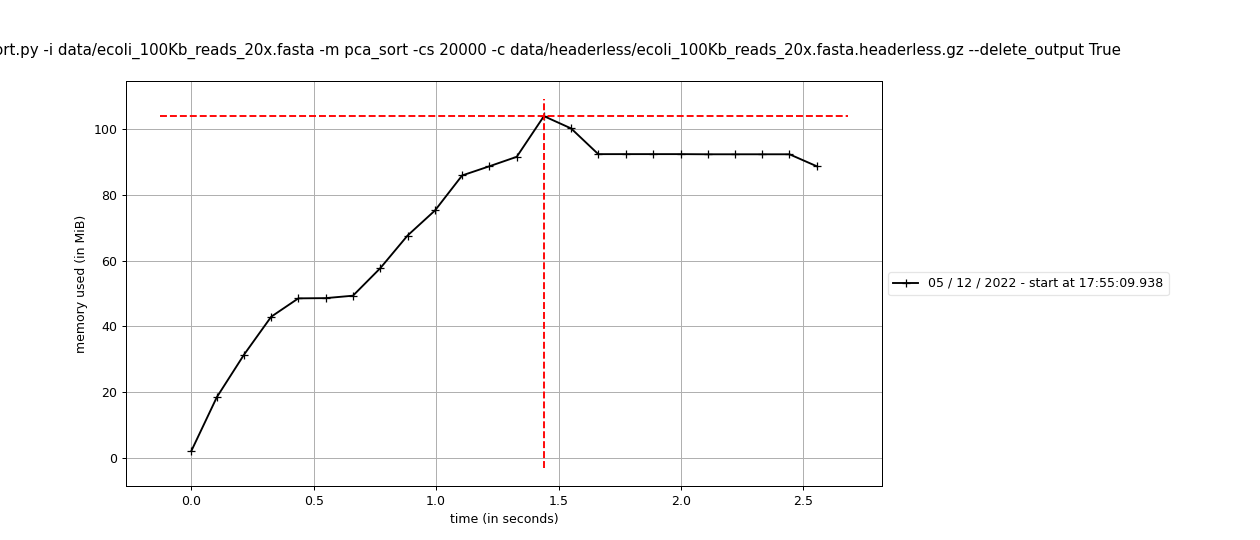 ort.py -i data/ecoli_100Kb_reads_20x.fasta -m pca_sort -cs 20000 -c data/headerless/ecoli_100Kb_reads_20x.fasta.headerless.gz --delete_output True
100
80
60
40
20
0
memory used (in MiB)
0.0 0.5 1.0 1.5 2.0 2.5
time (in seconds)
05 / 12 / 2022 - start at 17:55:09.938